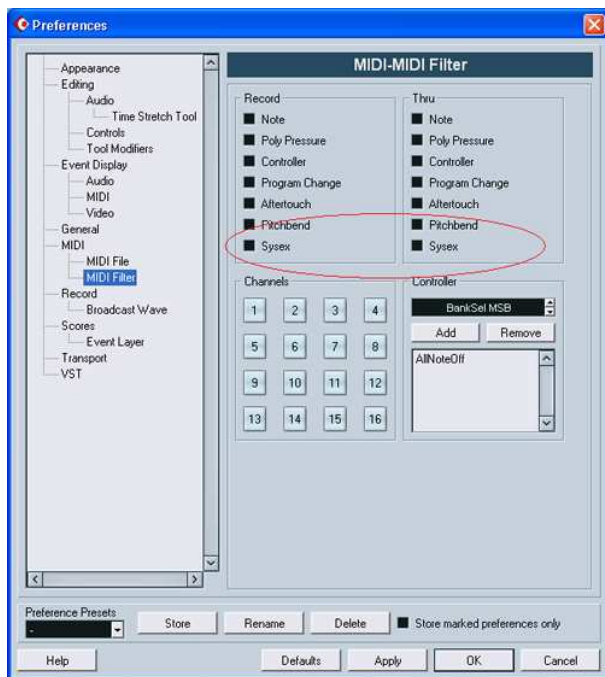 Preferences
Appearance
Editing
Audio
Time Stretch Tool
Controls
Tool Modifiers
Event Display
Audio
MIDI
Video
General
MIDI
MIDI File
MIDI Filter
Record
Broadcast Wave
Scores
Event Layer
Transport
VST
MIDI-MIDI Filter
Record
Note
Poly Pressure
Controller
Program Change
Aftertouch
Pitchbend
Sysex
Thru
Note
Poly Pressure
Controller
Program Change
Aftertouch
Pitchbend
Sysex
Channels
1 2 3 4
5 6 7 8
9 10 11 12
13 14 15 16
Controller
BankSel MSB
Add Remove
AllNoteOff
Preference Presets
-
Store Rename Delete Store marked preferences only
Help Defaults Apply OK Cancel